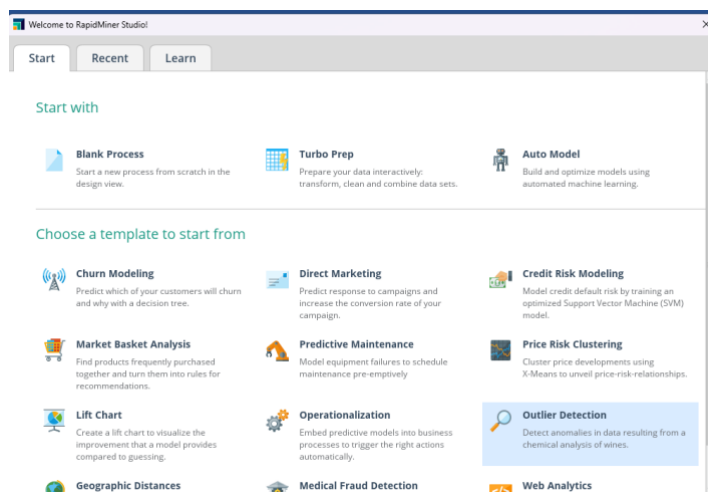 Welcome to RapidMiner Studio!
Start
Recent
Learn
Start with
Blank Process
Start a new process from scratch in the
design view.
Turbo Prep
Prepare your data interactively:
transform, clean and combine data sets.
Auto Model
Build and optimize models using
automated machine learning.
Choose a template to start from
Churn Modeling
Predict which of your customers will churn
and why with a decision tree.
Direct Marketing
Predict response to campaigns and
increase the conversion rate of your
campaign.
Credit Risk Modeling
Model credit default risk by training an
optimized Support Vector Machine (SVM)
model.
Market Basket Analysis
Find products frequently purchased
together and turn them into rules for
recommendations.
Predictive Maintenance
Model equipment failures to schedule
maintenance pre-emptively
Price Risk Clustering
Cluster price developments using
X-Means to unveil price-risk-relationships.
Lift Chart
Create a lift chart to visualize the
improvement that a model provides
compared to guessing.
Operationalization
Embed predictive models into business
processes to trigger the right actions
automatically.
Outlier Detection
Detect anomalies in data resulting from a
chemical analysis of wines.
Geographic Distances
Medical Fraud Detection
Web Analytics